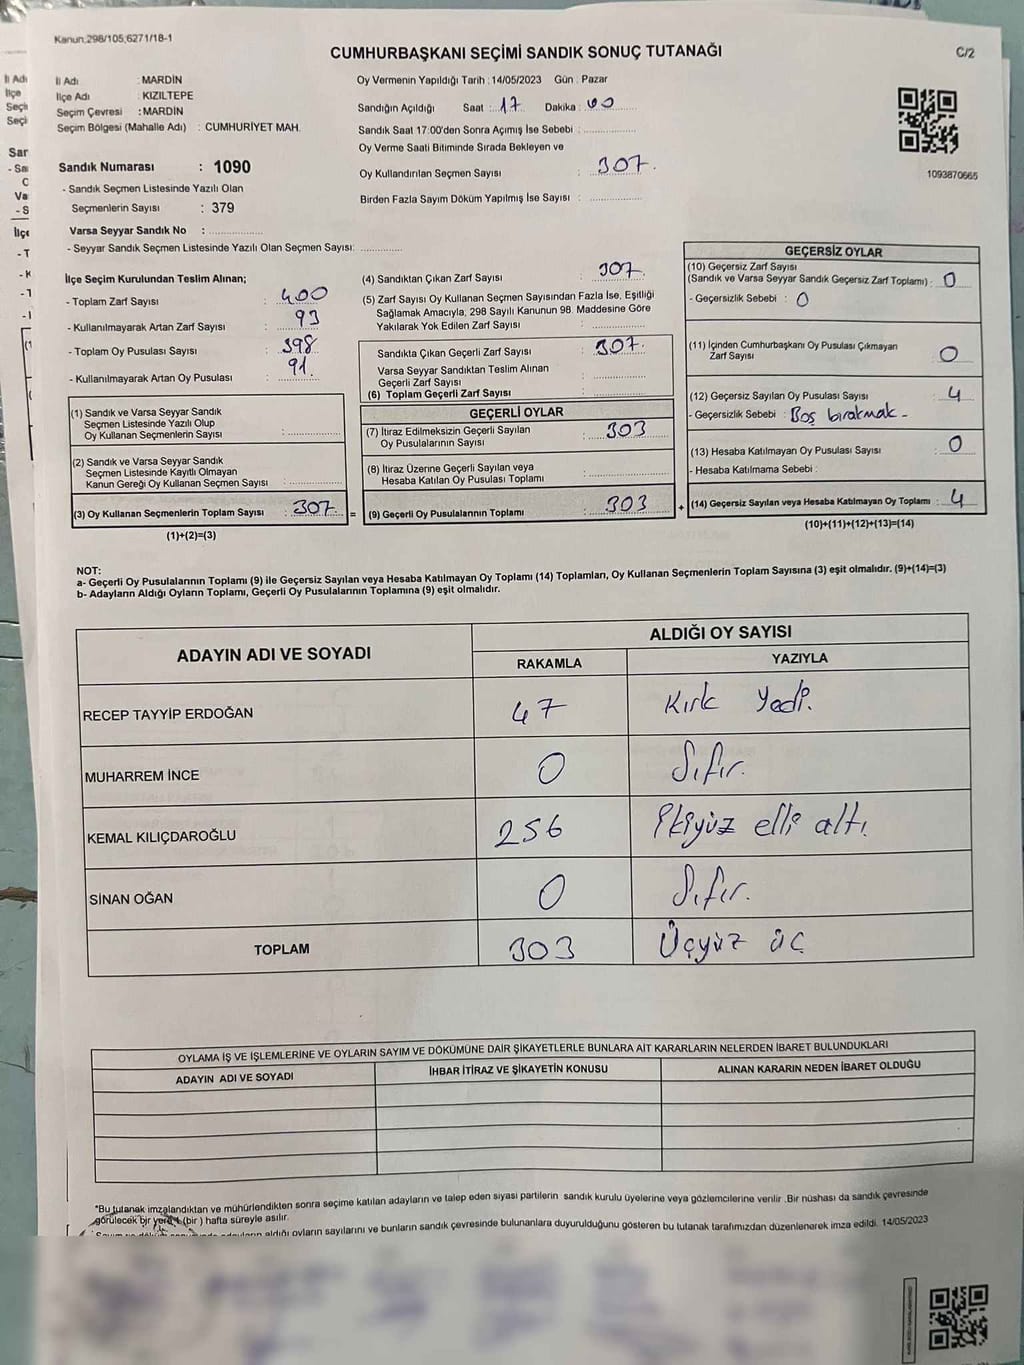 Kanun;298/105;6271/18-1
CUMHURBAŞKANI SEÇİMİ SANDIK SONUÇ TUTANAĞI
C/2
İl Adı : MARDİN
İlçe Adı : KIZILTEPE
Seçim Çevresi : MARDİN
Seçim Bölgesi (Mahalle Adı) : CUMHURİYET MAH.
Sandık Numarası : 1090
- Sandık Seçmen Listesinde Yazılı Olan
Seçmenlerin Sayısı : 379
Varsa Seyyar Sandık No :
- Seyyar Sandık Seçmen Listesinde Yazılı Olan Seçmen Sayısı:
Oy Vermenin Yapıldığı Tarih : 14/05/2023 Gün : Pazar
Sandığın Açıldığı Saat : 17 Dakika : 00
Sandık Saat 17:00'den Sonra Açımış İse Sebebi :
Oy Verme Saati Bitiminde Sırada Bekleyen ve
Oy Kullandırılan Seçmen Sayısı : 307.
Birden Fazla Sayım Döküm Yapılmış İse Sayısı :
1093870665
İlçe Seçim Kurulundan Teslim Alınan;
- Toplam Zarf Sayısı : 400
- Kullanılmayarak Artan Zarf Sayısı : 93
- Toplam Oy Pusulası Sayısı : 398
- Kullanılmayarak Artan Oy Pusulası : 91.
(1) Sandık ve Varsa Seyyar Sandık
Seçmen Listesinde Yazılı Olup
Oy Kullanan Seçmenlerin Sayısı :
(2) Sandık ve Varsa Seyyar Sandık
Seçmen Listesinde Kayıtlı Olmayan
Kanun Gereği Oy Kullanan Seçmen Sayısı :
(3) Oy Kullanan Seçmenlerin Toplam Sayısı : 307 =
(1)+(2)=(3)
(4) Sandıktan Çıkan Zarf Sayısı : 307.
(5) Zarf Sayısı Oy Kullanan Seçmen Sayısından Fazla İse, Eşitliği
Sağlamak Amacıyla, 298 Sayılı Kanunun 98. Maddesine Göre
Yakılarak Yok Edilen Zarf Sayısı :
Sandıkta Çıkan Geçerli Zarf Sayısı : 307.
Varsa Seyyar Sandıktan Teslim Alınan
Geçerli Zarf Sayısı :
(6) Toplam Geçerli Zarf Sayısı :
GEÇERLİ OYLAR
(7) İtiraz Edilmeksizin Geçerli Sayılan
Oy Pusulalarının Sayısı : 303
(8) İtiraz Üzerine Geçerli Sayılan veya
Hesaba Katılan Oy Pusulası Toplamı :
(9) Geçerli Oy Pusulalarının Toplamı : 303 +
GEÇERSİZ OYLAR
(10) Geçersiz Zarf Sayısı
(Sandık ve Varsa Seyyar Sandık Geçersiz Zarf Toplamı) : 0
- Geçersizlik Sebebi : 0
(11) İçinden Cumhurbaşkanı Oy Pusulası Çıkmayan
Zarf Sayısı : 0
(12) Geçersiz Sayılan Oy Pusulası Sayısı : 4
- Geçersizlik Sebebi : Boş bırakmak -
(13) Hesaba Katılmayan Oy Pusulası Sayısı : 0
- Hesaba Katılmama Sebebi :
(14) Geçersiz Sayılan veya Hesaba Katılmayan Oy Toplamı : 4
(10)+(11)+(12)+(13)=(14)
NOT:
a- Geçerli Oy Pusulalarının Toplamı (9) ile Geçersiz Sayılan veya Hesaba Katılmayan Oy Toplamı (14) Toplamları, Oy Kullanan Seçmenlerin Toplam Sayısına (3) eşit olmalıdır. (9)+(14)=(3)
b- Adayların Aldığı Oyların Toplamı, Geçerli Oy Pusulalarının Toplamına (9) eşit olmalıdır.
ADAYIN ADI VE SOYADI ALDIĞI OY SAYISI
RAKAMLA YAZIYLA
RECEP TAYYİP ERDOĞAN 47 Kırk Yedi.
MUHARREM İNCE 0 Sıfır.
KEMAL KILIÇDAROĞLU 256 İkiyüz elli altı
SİNAN OĞAN 0 Sıfır.
TOPLAM 303 Üçyüz üç
OYLAMA İŞ VE İŞLEMLERİNE VE OYLARIN SAYIM VE DÖKÜMÜNE DAİR ŞİKAYETLERLE BUNLARA AİT KARARLARIN NELERDEN İBARET BULUNDUKLARI
ADAYIN ADI VE SOYADI İHBAR İTİRAZ VE ŞİKAYETİN KONUSU ALINAN KARARIN NEDEN İBARET OLDUĞU
"Bu tutanak imzalandıktan ve mühürlendikten sonra seçime katılan adayların ve talep eden siyasi partilerin sandık kurulu üyelerine veya gözlemcilerine verilir .Bir nüshası da sandık çevresinde
görülecek bir yere 1 (bir ) hafta süreyle asılır.
adayların aldığı oyların sayılarını ve bunların sandık çevresinde bulunanlara duyurulduğunu gösteren bu tutanak tarafımızdan düzenlenerek imza edildi. 14/05/2023